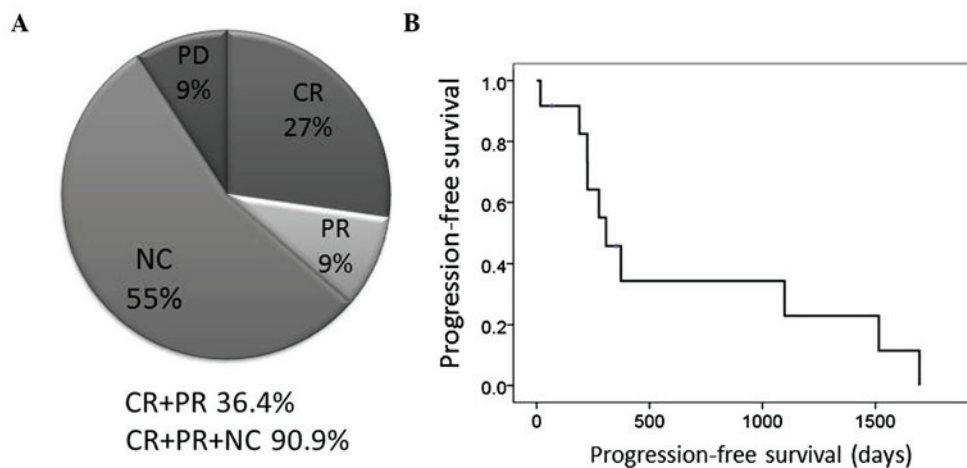 A
PD
9%
CR
27%
PR
9%
NC
55%
CR+PR 36.4%
CR+PR+NC 90.9%
B
Progression-free survival
1.0
0.8
0.6
0.4
0.2
0.0
0
500
1000
1500
Progression-free survival (days)